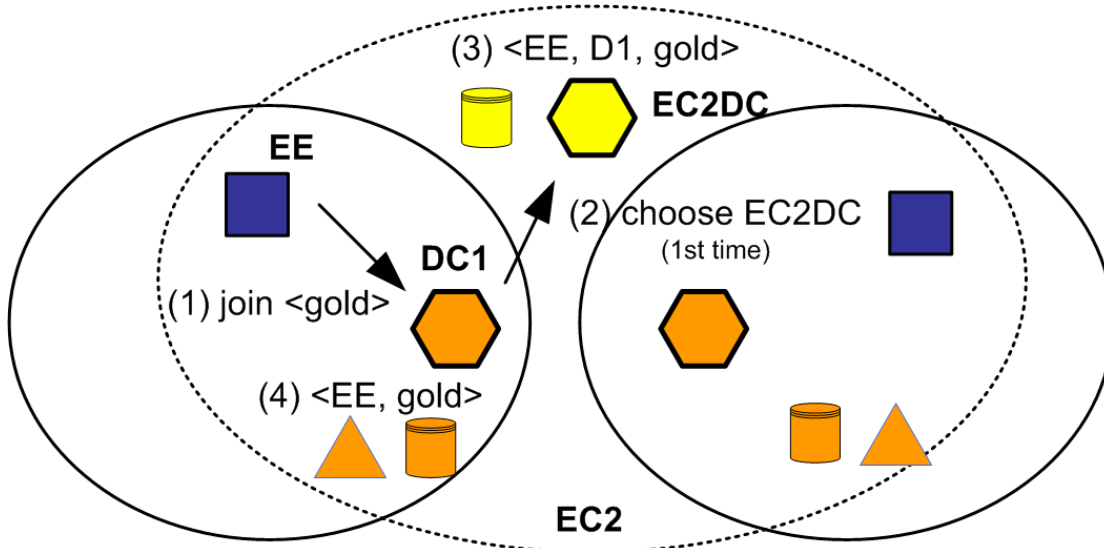 (3) <EE, D1, gold>
EC2DC
EE
(2) choose EC2DC
(1st time)
DC1
(1) join <gold>
(4) <EE, gold>
EC2